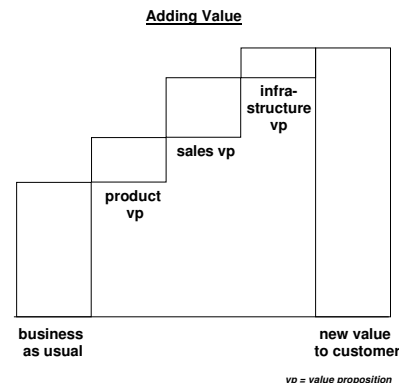 Adding Value
infra-
structure
vp
sales vp
product
vp
business
as usual
new value
to customer
vp = value proposition